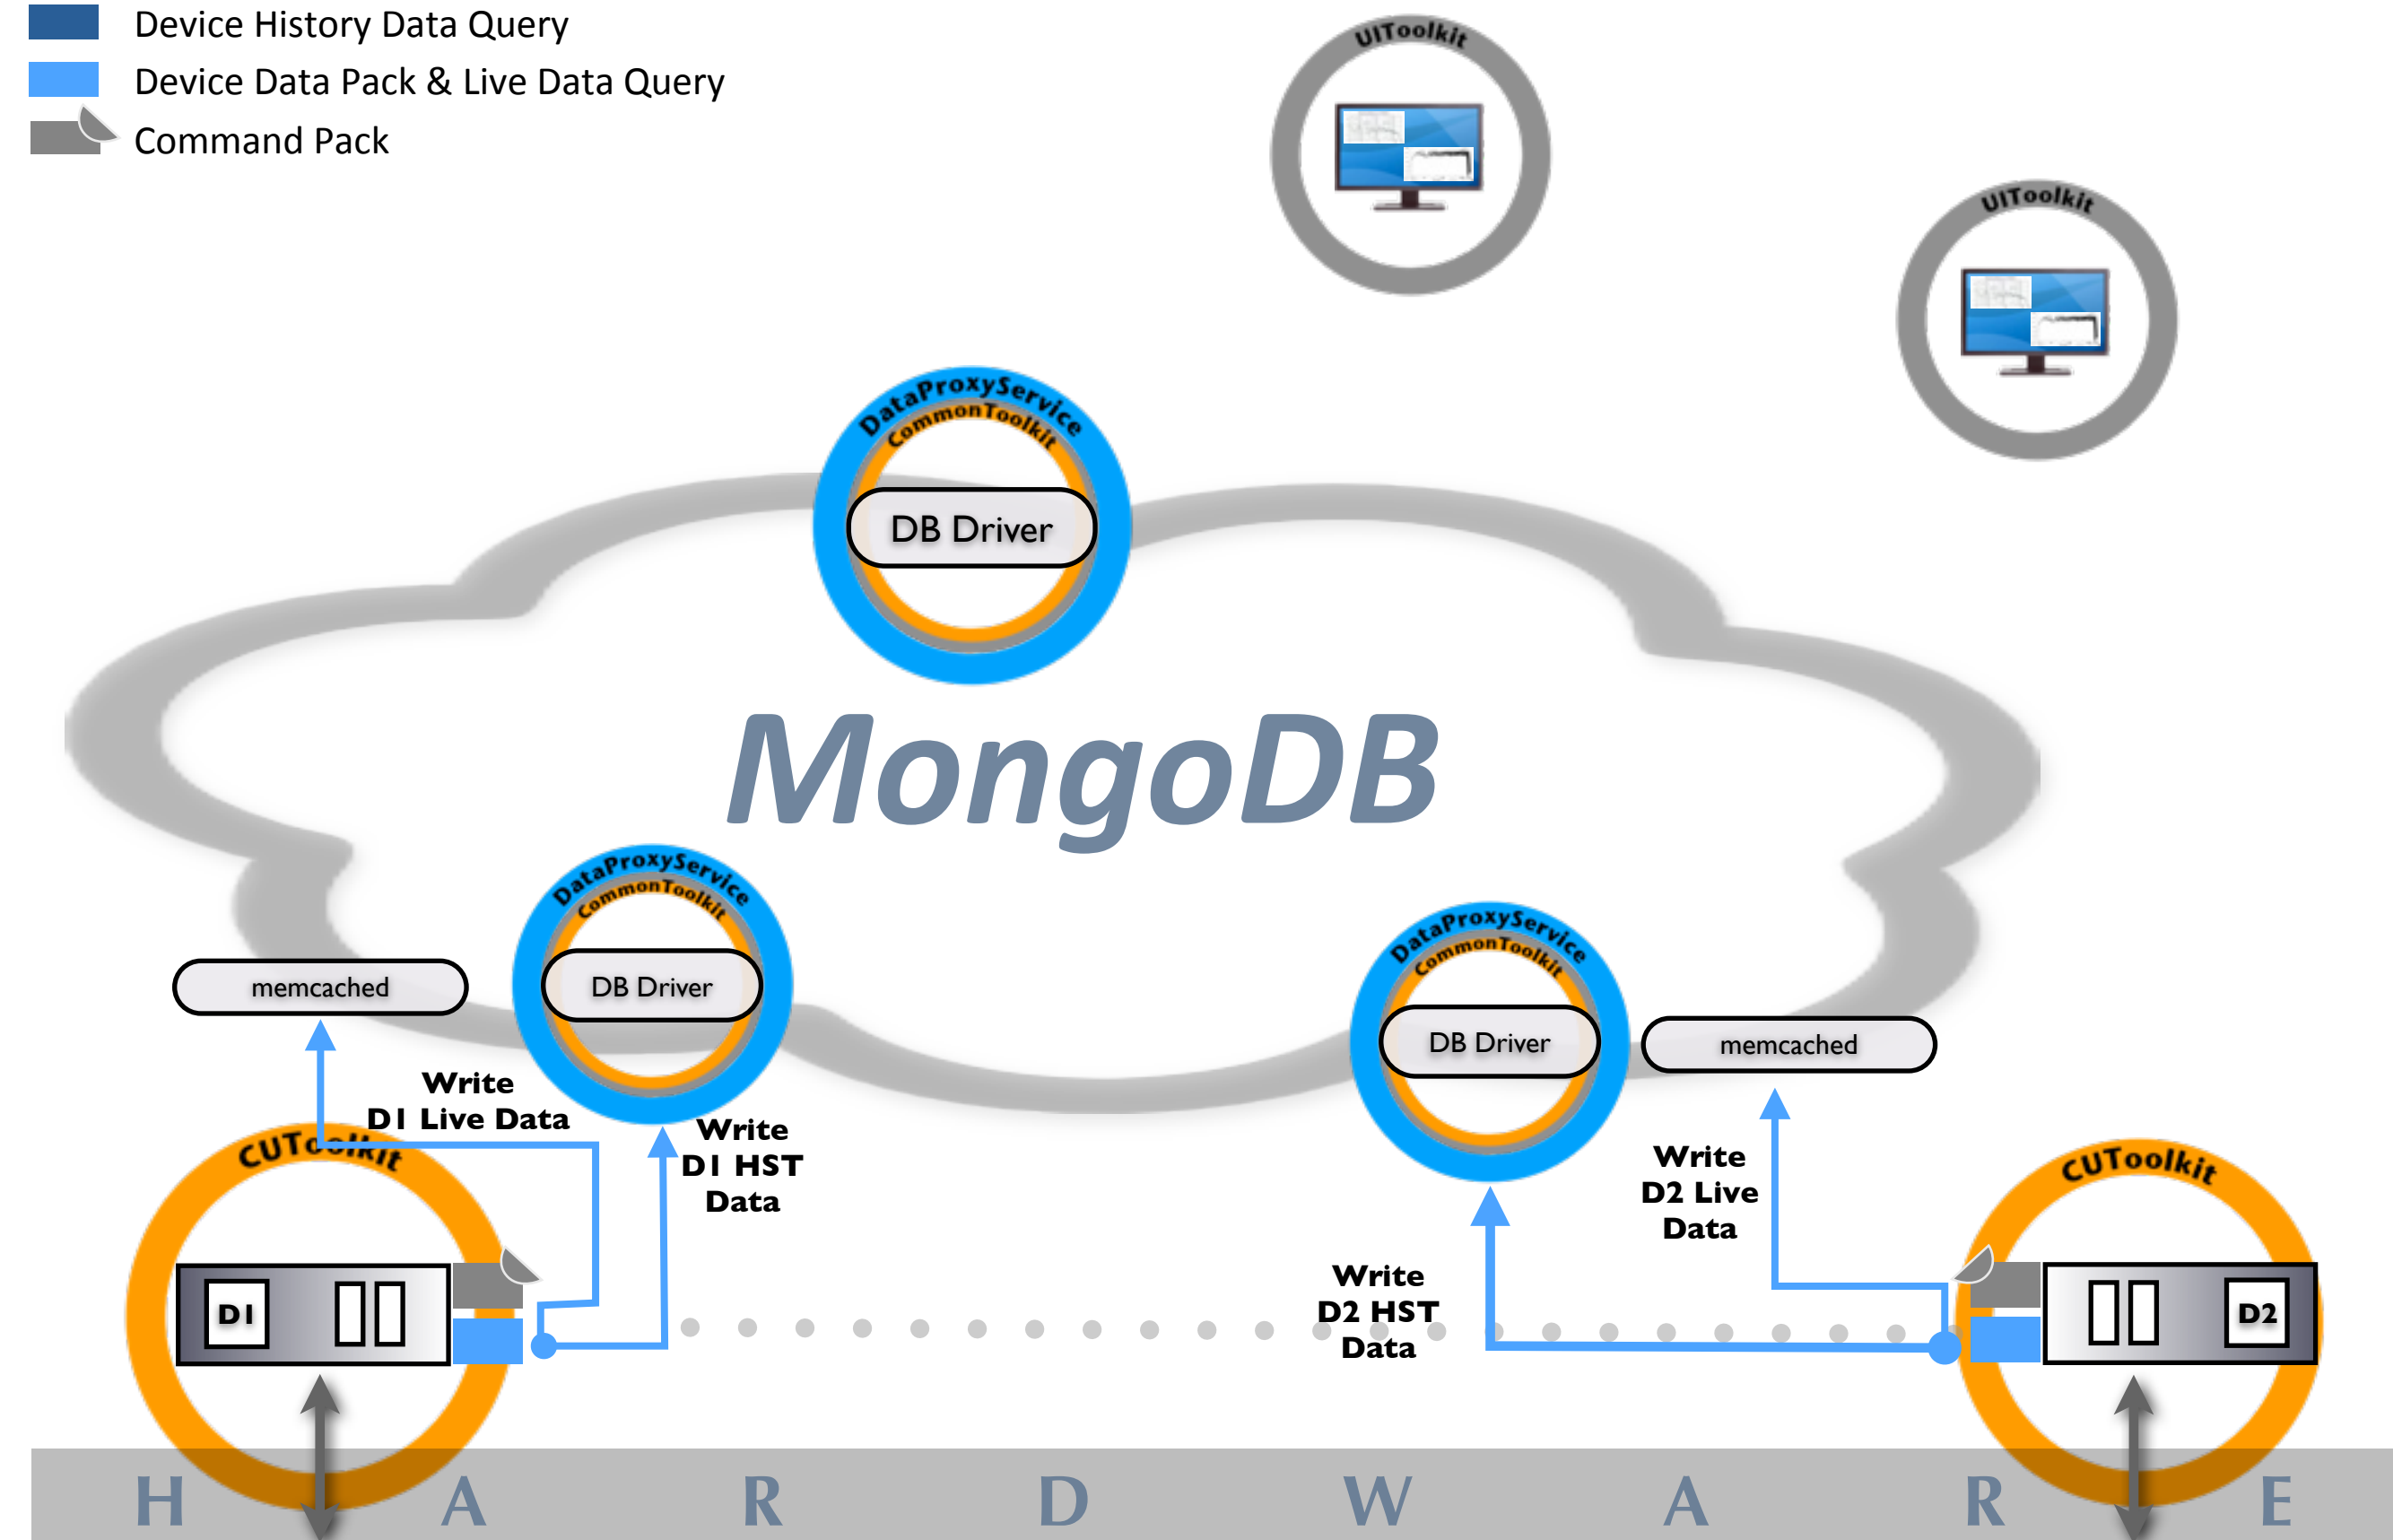 Device History Data Query
Device Data Pack & Live Data Query
Command Pack
UIToolkit
UIToolkit
DataProxyService
CommonToolkit
DB Driver
MongoDB
DataProxyService
CommonToolkit
DB Driver
memcached
DataProxyService
CommonToolkit
DB Driver
memcached
Write
D1 Live Data
Write
D1 HST
Data
Write
D2 Live
Data
Write
D2 HST
Data
CUToolkit
D1
CUToolkit
D2
H A R D W A R E